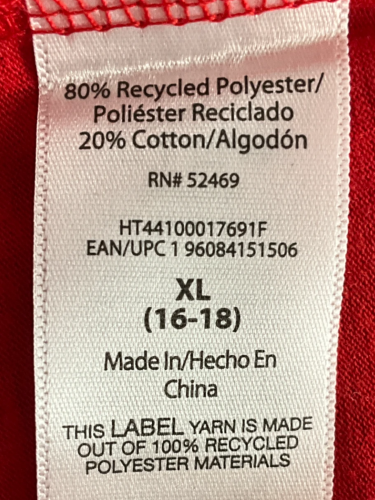 80% Recycled Polyester/
Poliéster Reciclado
20% Cotton/Algodón
RN# 52469
HT44100017691F
EAN/UPC 1 96084151506
XL
(16-18)
Made In/Hecho En
China
THIS LABEL YARN IS MADE
OUT OF 100% RECYCLED
POLYESTER MATERIALS